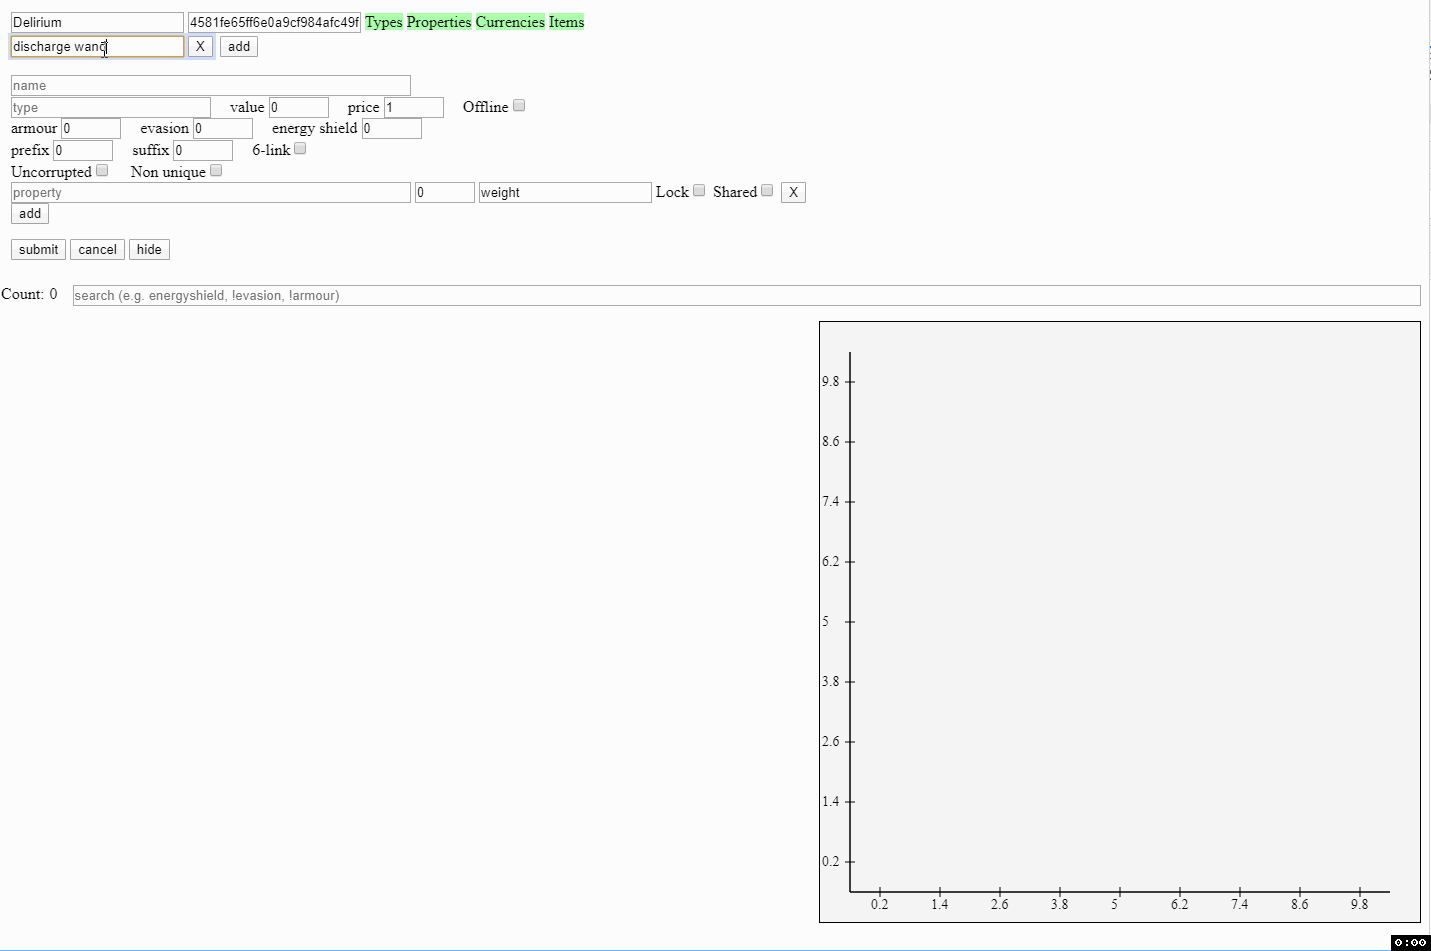 Delirium 4581fe65ff6e0a9cf984afc49f Types Properties Currencies Items
discharge wand X add
name
type value 0 price 1 Offline
armour 0 evasion 0 energy shield 0
prefix 0 suffix 0 6-link
Uncorrupted Non unique
property 0 weight Lock Shared X
add
submit cancel hide
Count: 0 search (e.g. energyshield, !evasion, !armour)
9.8
8.6
7.4
6.2
5
3.8
2.6
1.4
0.2
0.2 1.4 2.6 3.8 5 6.2 7.4 8.6 9.8
0:00